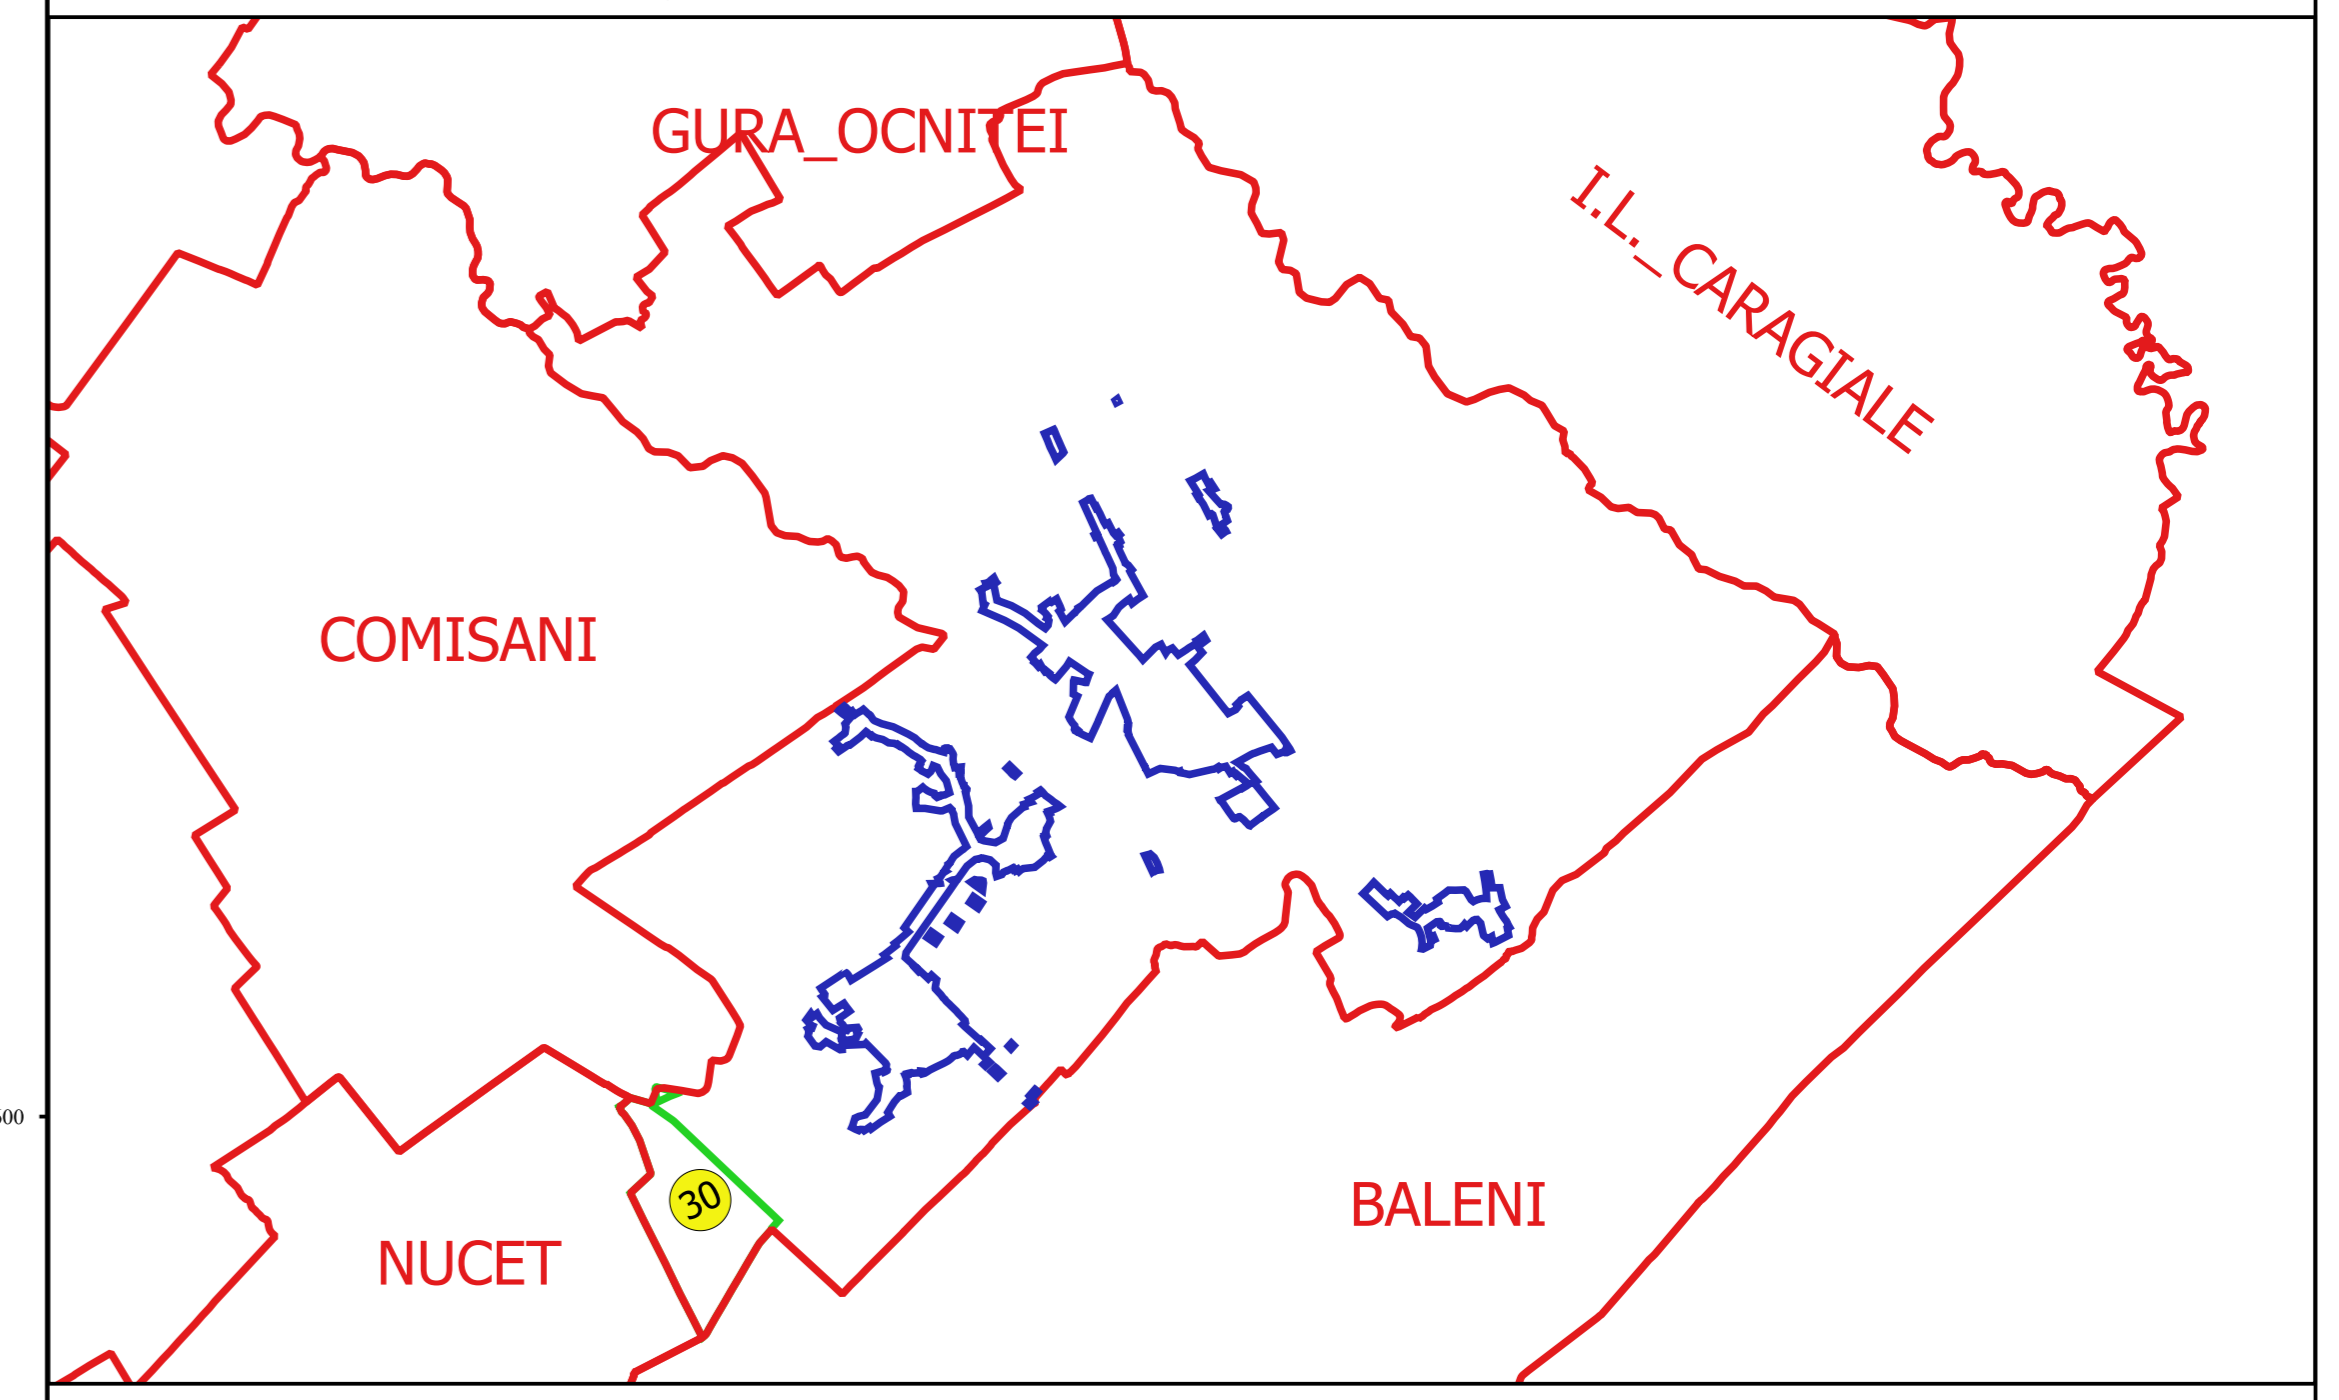 GURA_OCNITEI
I.L._CARAGIALE
COMISANI
30
BALENI
NUCET